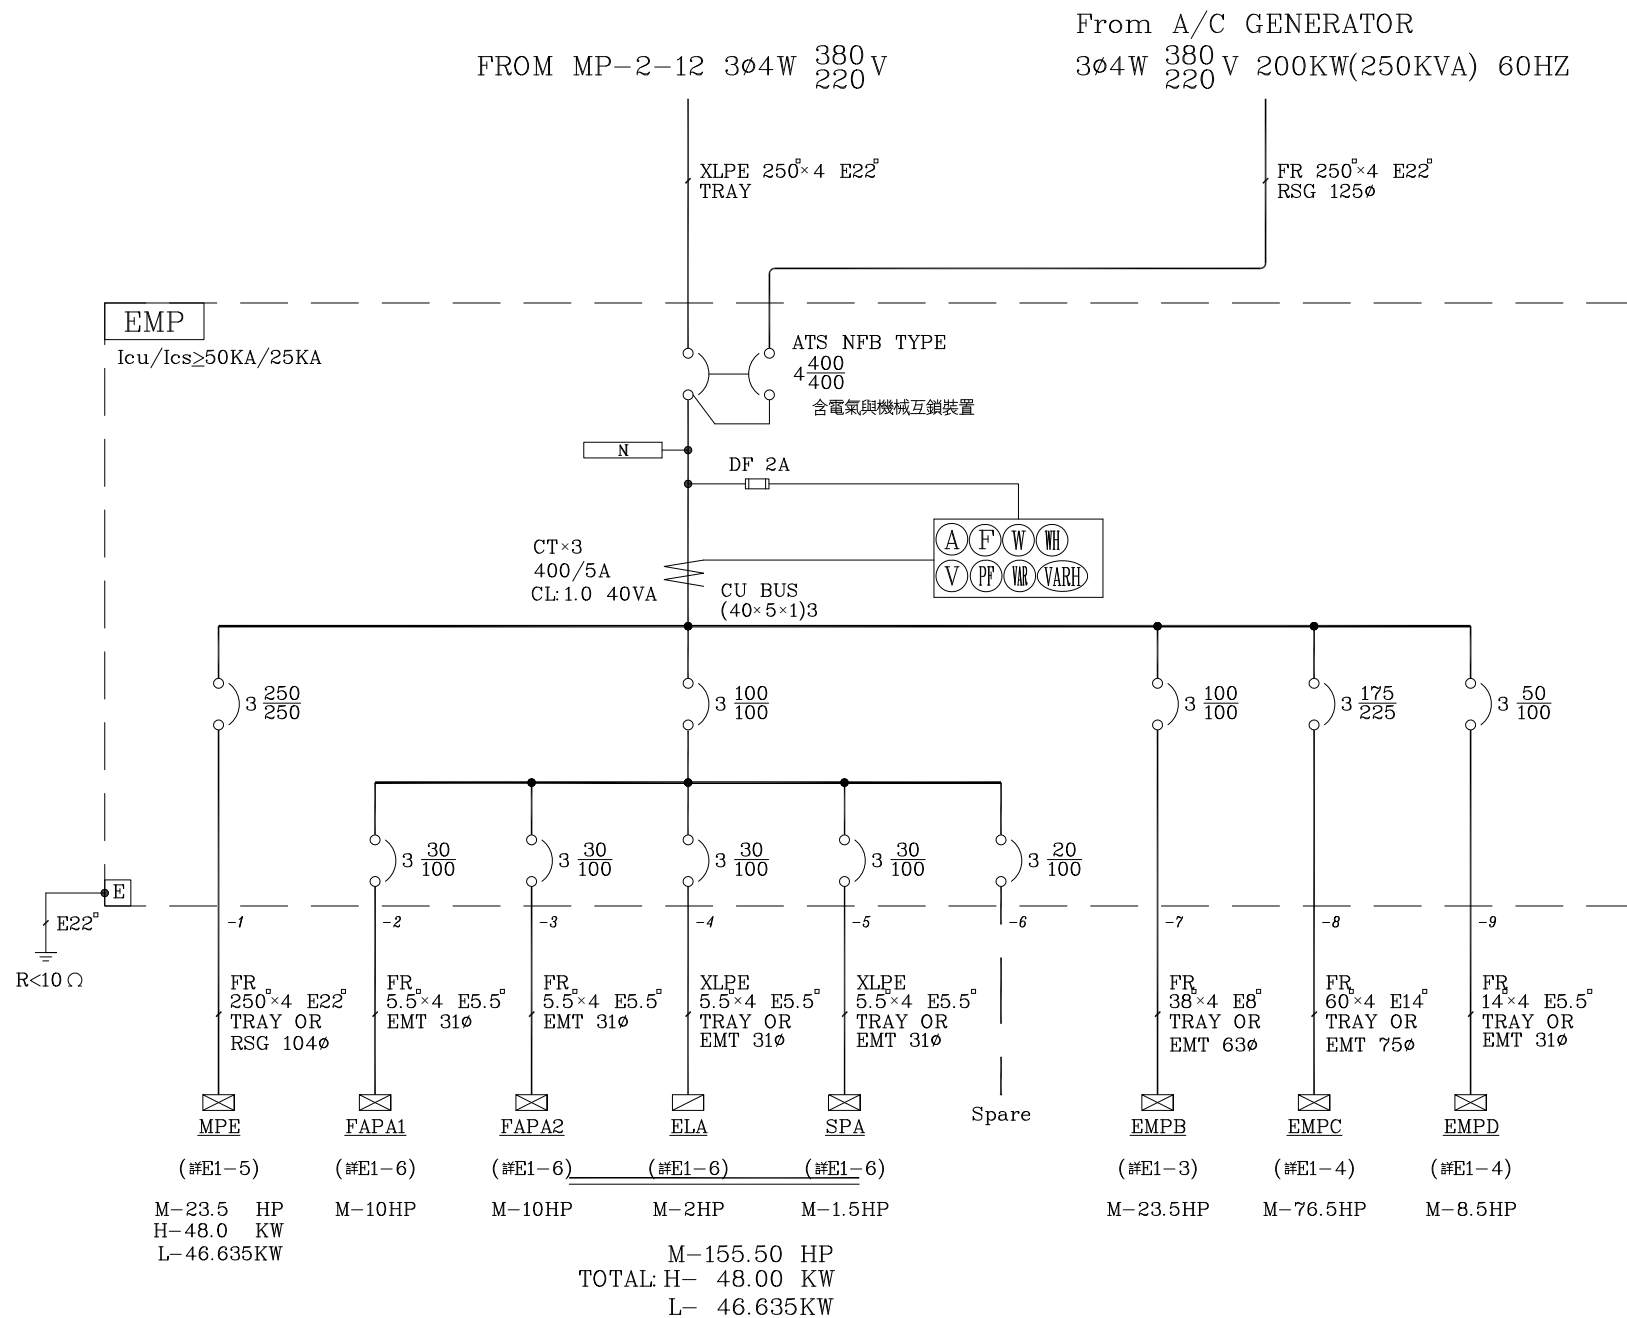 From A/C GENERATOR
FROM MP-2-12 3ø4W 380/220 V
3ø4W 380/220 V 200KW(250KVA) 60HZ
XLPE 250□×4 E22□
TRAY
FR 250□×4 E22□
RSG 125ø
EMP
Icu/Ics≥50KA/25KA
ATS NFB TYPE
4 400/400
含電氣與機械互鎖裝置
N
DF 2A
A F W WH
V PF VAR VARH
CT×3
400/5A
CL:1.0 40VA
CU BUS
(40×5×1)3
3 250/250
3 100/100
3 100/100
3 175/225
3 50/100
3 30/100
3 30/100
3 30/100
3 30/100
3 20/100
E
E22□
R<10Ω
-1
-2
-3
-4
-5
-6
-7
-8
-9
FR
250□×4 E22□
TRAY OR
RSG 104ø
FR
5.5□×4 E5.5□
EMT 31ø
FR
5.5□×4 E5.5□
EMT 31ø
XLPE
5.5□×4 E5.5□
TRAY OR
EMT 31ø
XLPE
5.5□×4 E5.5□
TRAY OR
EMT 31ø
FR
38□×4 E8□
TRAY OR
EMT 63ø
FR
60□×4 E14□
TRAY OR
EMT 75ø
FR
14□×4 E5.5□
TRAY OR
EMT 31ø
MPE
FAPA1
FAPA2
ELA
SPA
Spare
EMPB
EMPC
EMPD
(詳E1-5)
(詳E1-6)
(詳E1-6)
(詳E1-6)
(詳E1-6)
(詳E1-3)
(詳E1-4)
(詳E1-4)
M-23.5 HP
H-48.0 KW
L-46.635KW
M-10HP
M-10HP
M-2HP
M-1.5HP
M-23.5HP
M-76.5HP
M-8.5HP
M-155.50 HP
TOTAL: H- 48.00 KW
L- 46.635KW